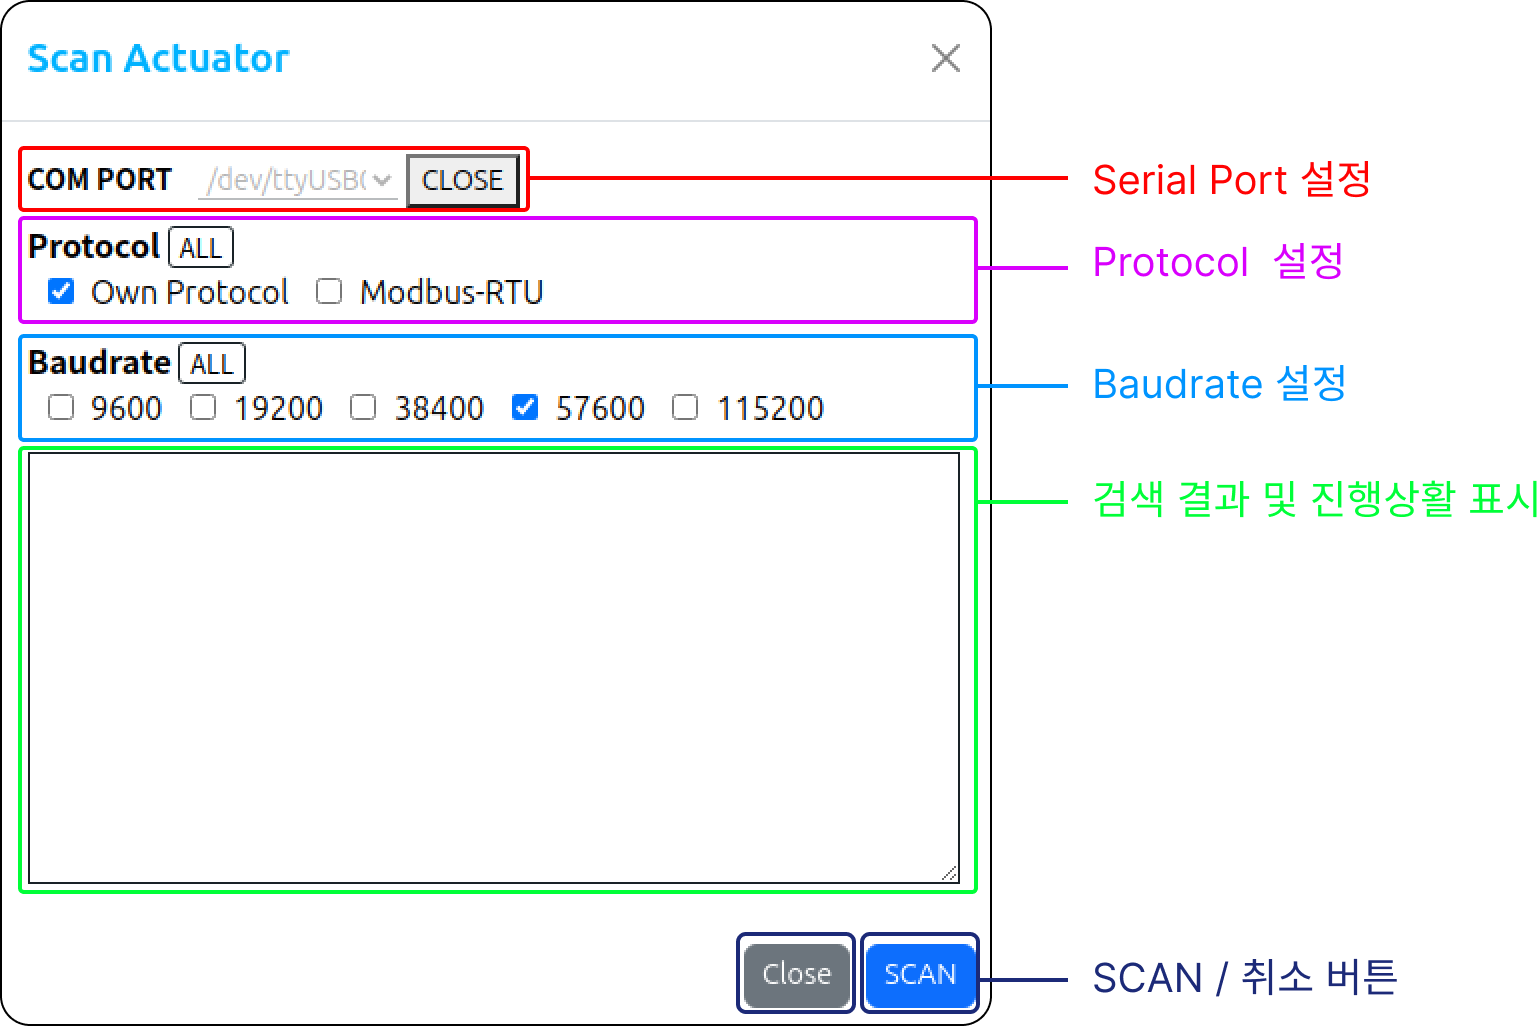 Scan Actuator
COM PORT /dev/ttyUSB CLOSE
Serial Port 설정
Protocol ALL
Own Protocol Modbus-RTU
Protocol 설정
Baudrate ALL
9600 19200 38400 57600 115200
Baudrate 설정
검색 결과 및 진행상활 표시
Close SCAN
SCAN / 취소 버튼